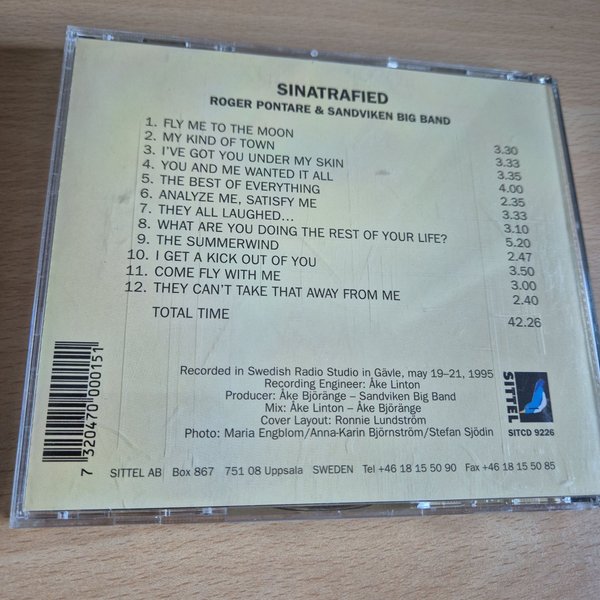 SINATRAFIED
ROGER PONTARE & SANDVIKEN BIG BAND
1. FLY ME TO THE MOON 3.30
2. MY KIND OF TOWN 3.33
3. I'VE GOT YOU UNDER MY SKIN 3.35
4. YOU AND ME WANTED IT ALL 4.00
5. THE BEST OF EVERYTHING 2.35
6. ANALYZE ME, SATISFY ME 3.33
7. THEY ALL LAUGHED... 3.10
8. WHAT ARE YOU DOING THE REST OF YOUR LIFE? 5.20
9. THE SUMMERWIND 2.47
10. I GET A KICK OUT OF YOU 3.50
11. COME FLY WITH ME 3.00
12. THEY CAN'T TAKE THAT AWAY FROM ME 2.40
TOTAL TIME 42.26
Recorded in Swedish Radio Studio in Gävle, may 19–21, 1995
Recording Engineer: Åke Linton
Producer: Åke Björänge – Sandviken Big Band
Mix: Åke Linton – Åke Björänge
Cover Layout: Ronnie Lundström
Photo: Maria Engblom/Anna-Karin Björnström/Stefan Sjödin
SITTEL
SITCD 9226
7 320470 000151
SITTEL AB Box 867 751 08 Uppsala SWEDEN Tel +46 18 15 50 90 Fax +46 18 15 50 85